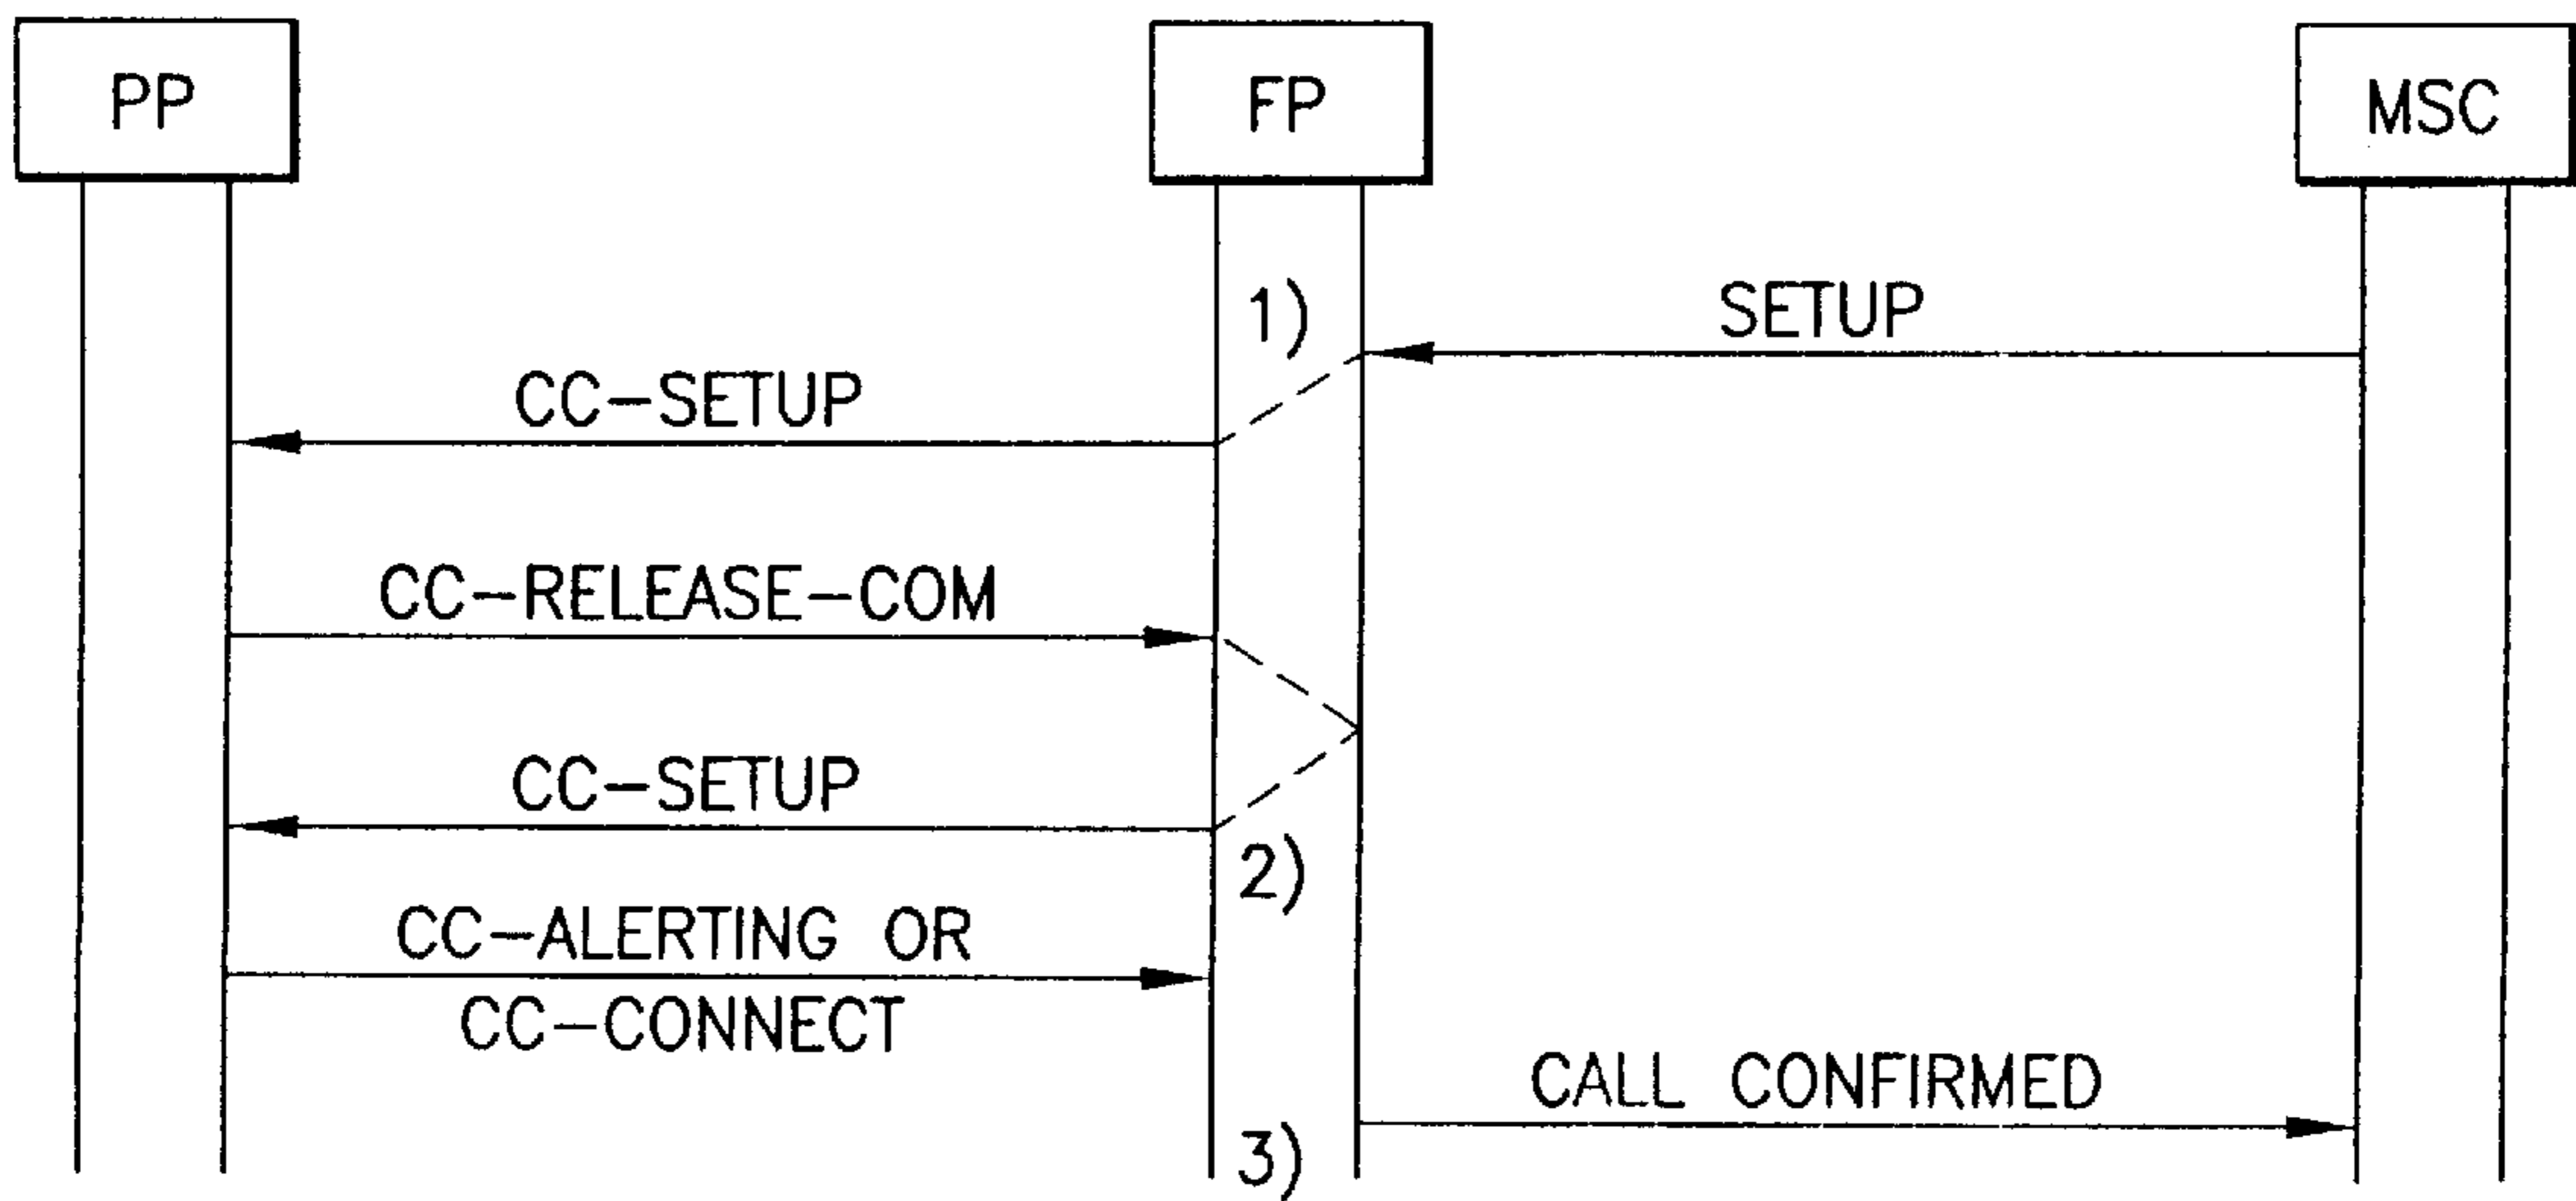 PP
FP
MSC
1)
SETUP
CC-SETUP
CC-RELEASE-COM
CC-SETUP
2)
CC-ALERTING OR
CC-CONNECT
CALL CONFIRMED
3)